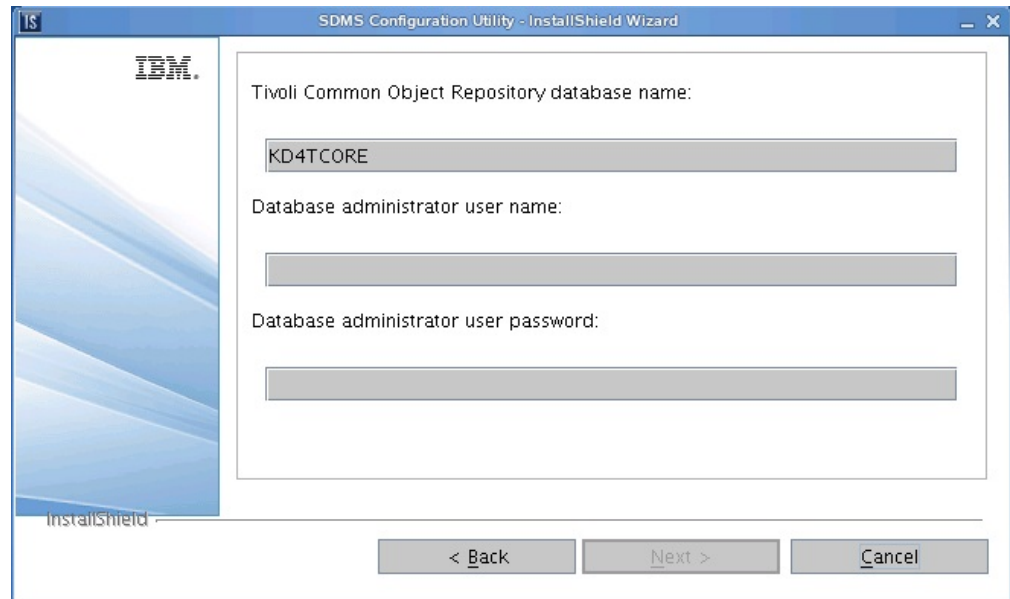 IS
SDMS Configuration Utility - InstallShield Wizard
IBM.
Tivoli Common Object Repository database name:
KD4TCORE
Database administrator user name:
Database administrator user password:
InstallShield
< Back
Next >
Cancel